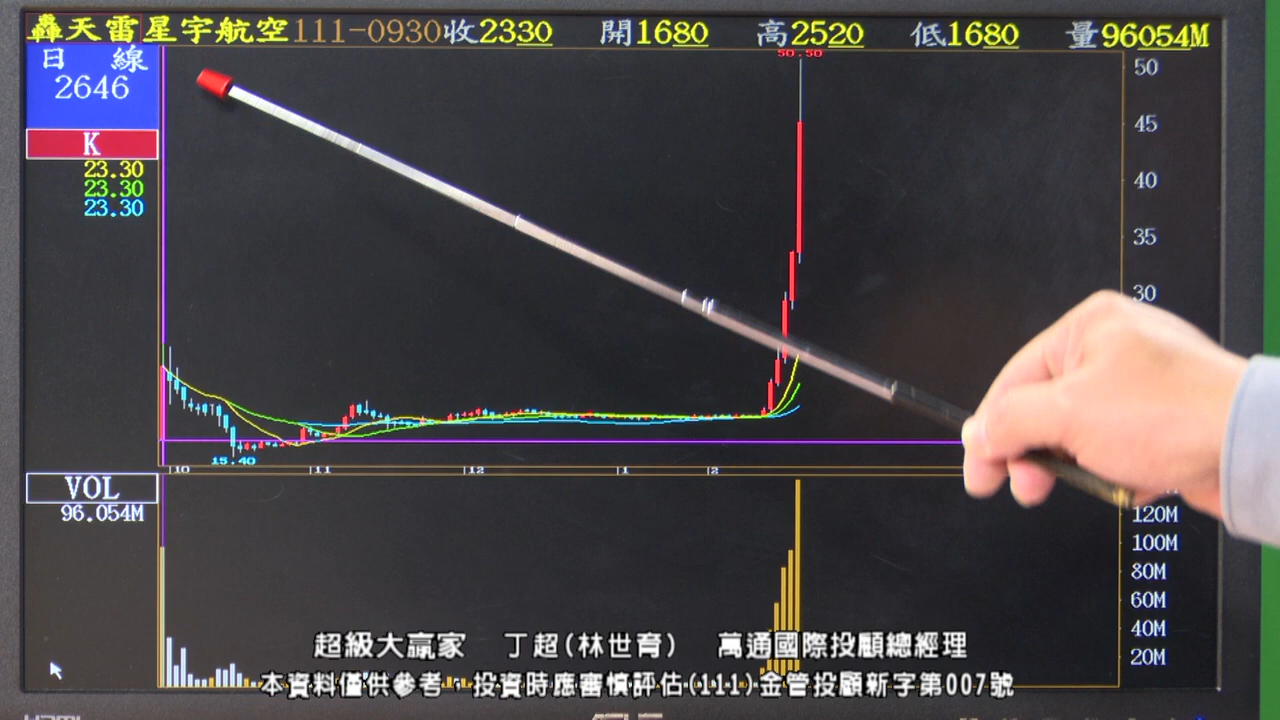 轟天雷星宇航空111-0930收2330 開1680 高2520 低1680 量96054M
日 線
2646
K
23.30
23.30
23.30
50.50
50
45
40
35
30
15.40
10 11 12 1 2
VOL
96.054M
120M
100M
80M
60M
40M
20M
超級大贏家 丁超(林世育) 萬通國際投顧總經理
本資料僅供參考，投資時應審慎評估(111)金管投顧新字第007號